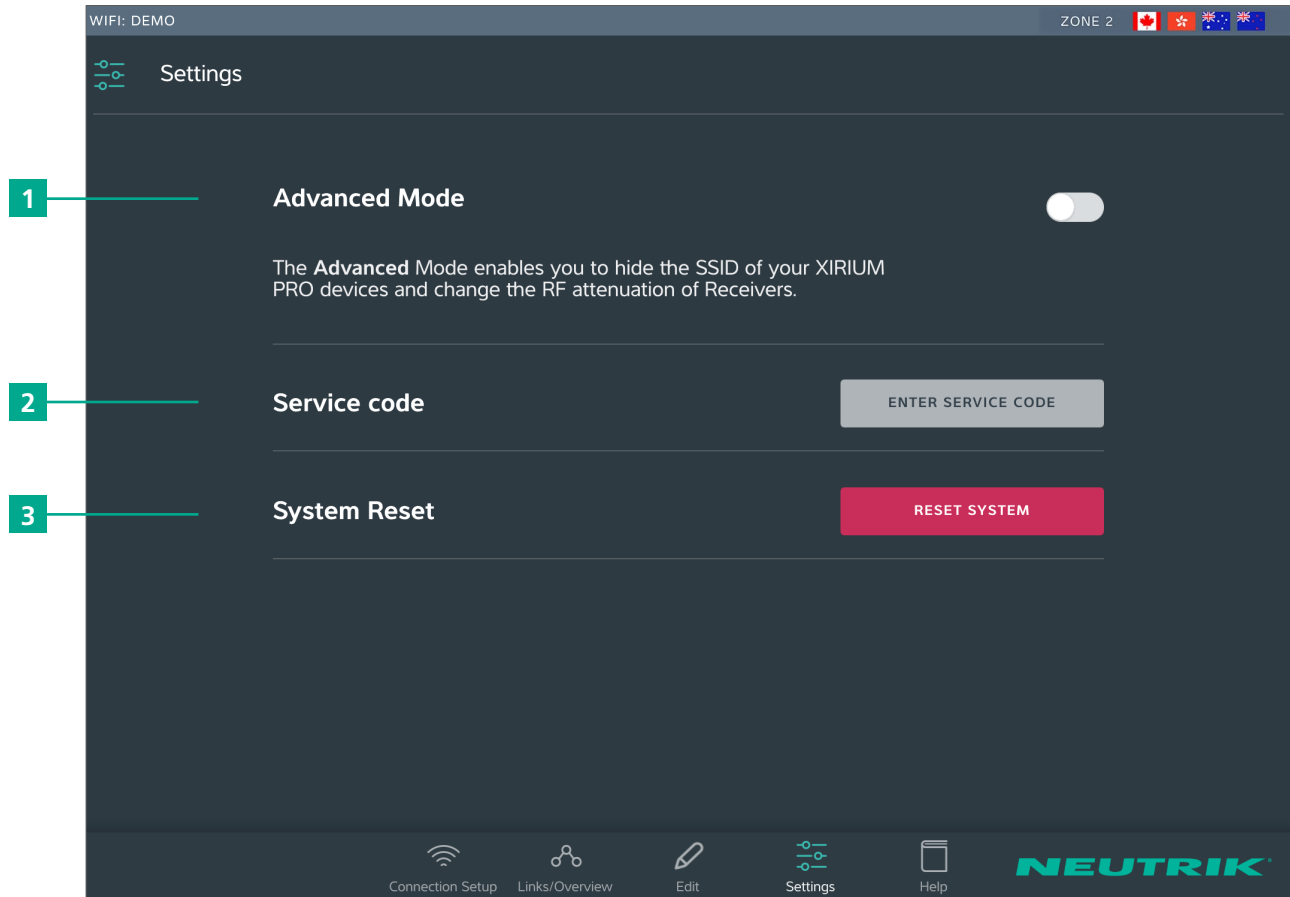 WIFI: DEMO
ZONE 2
Settings
1
Advanced Mode
The Advanced Mode enables you to hide the SSID of your XIRIUM
PRO devices and change the RF attenuation of Receivers.
2
Service code
ENTER SERVICE CODE
3
System Reset
RESET SYSTEM
Connection Setup
Links/Overview
Edit
Settings
Help
NEUTRIK